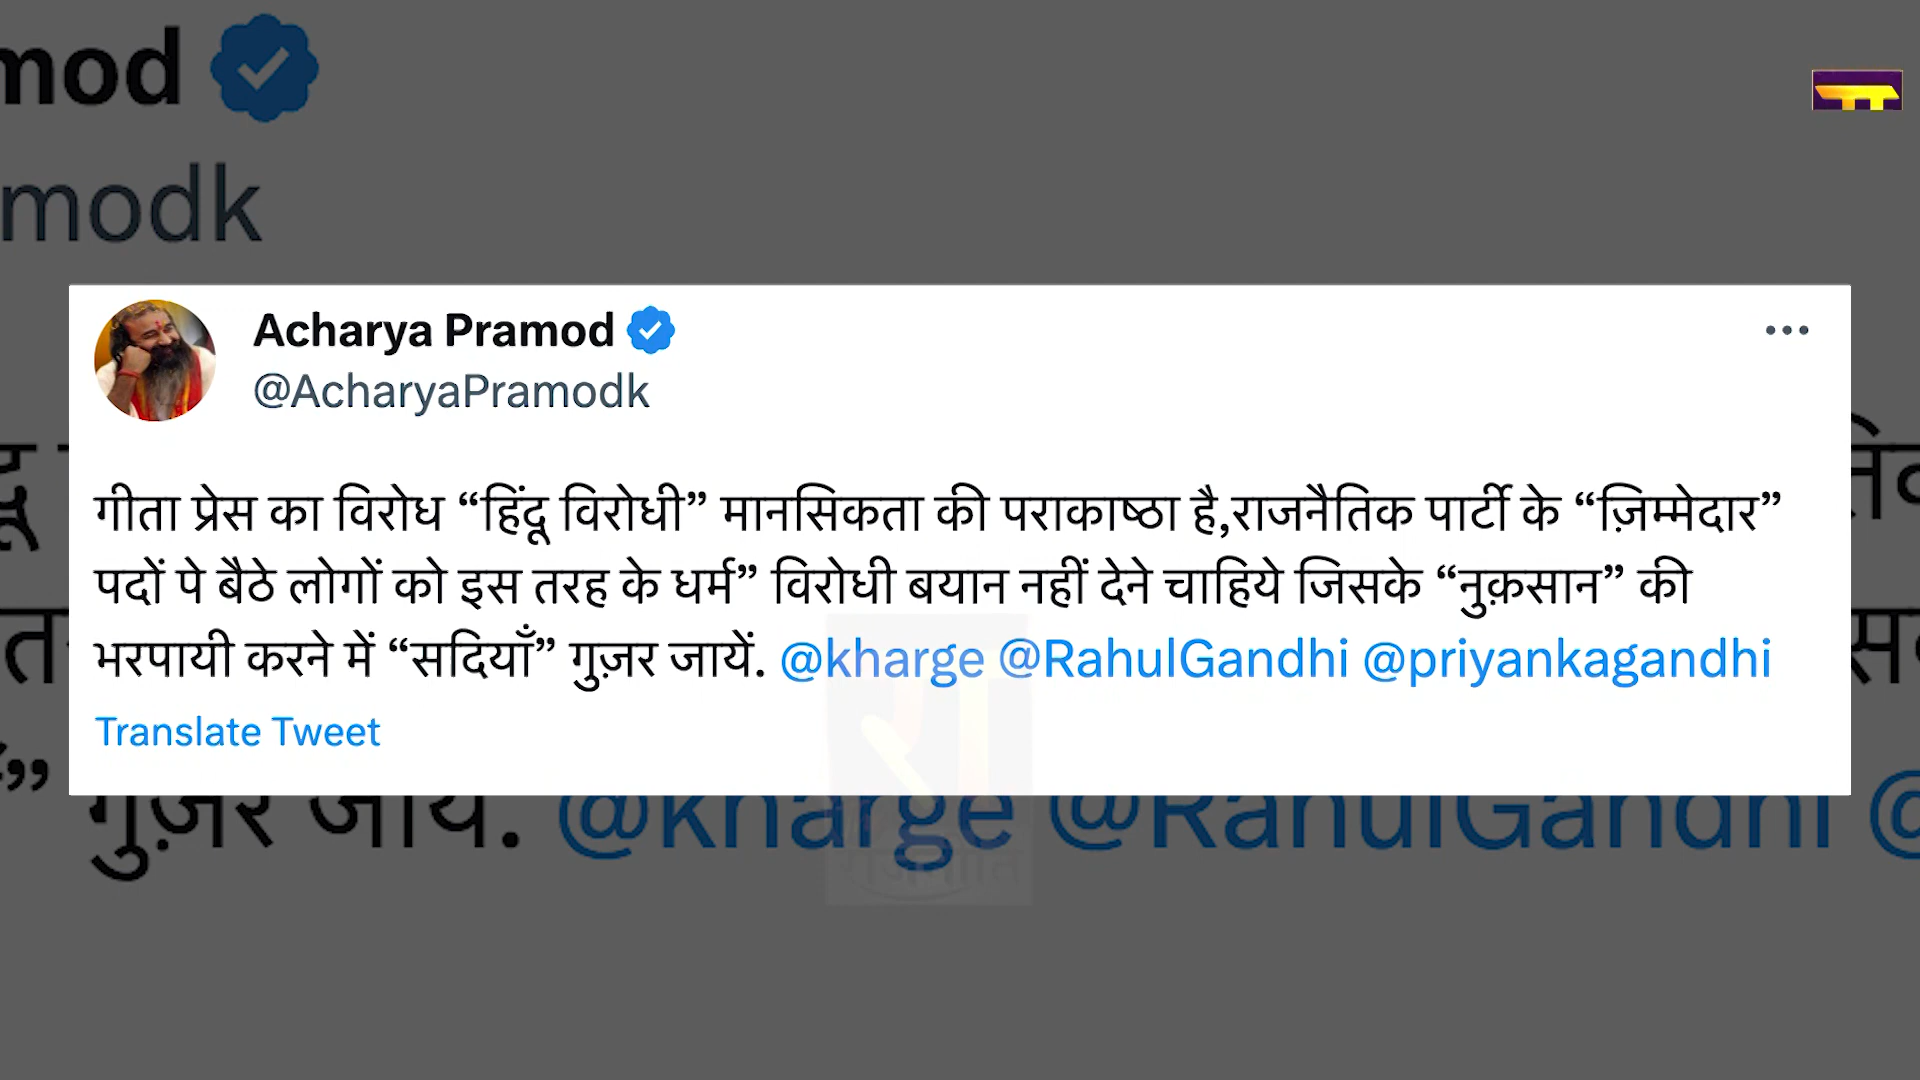 mod
modk
Acharya Pramod
@AcharyaPramodk
गीता प्रेस का विरोध “हिंदू विरोधी” मानसिकता की पराकाष्ठा है,राजनैतिक पार्टी के “ज़िम्मेदार”
पदों पे बैठे लोगों को इस तरह के धर्म” विरोधी बयान नहीं देने चाहिये जिसके “नुक़सान” की
भरपायी करने में “सदियाँ” गुज़र जायें. @kharge @RahulGandhi @priyankagandhi
Translate Tweet
गुज़र जायें. @kharge @RahulGandhi @